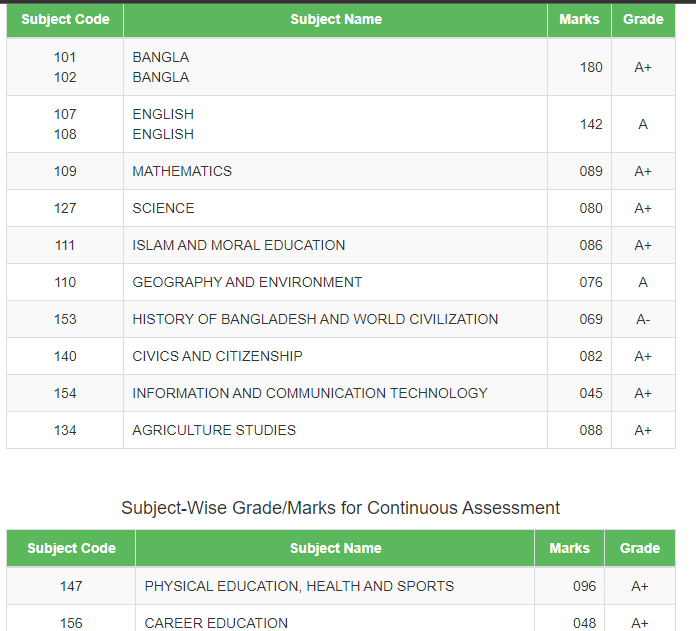 Subject Code Subject Name Marks Grade
101 BANGLA
102 BANGLA
180 A+
107 ENGLISH
108 ENGLISH
142 A
109 MATHEMATICS 089 A+
127 SCIENCE 080 A+
111 ISLAM AND MORAL EDUCATION 086 A+
110 GEOGRAPHY AND ENVIRONMENT 076 A
153 HISTORY OF BANGLADESH AND WORLD CIVILIZATION 069 A-
140 CIVICS AND CITIZENSHIP 082 A+
154 INFORMATION AND COMMUNICATION TECHNOLOGY 045 A+
134 AGRICULTURE STUDIES 088 A+
Subject-Wise Grade/Marks for Continuous Assessment
Subject Code Subject Name Marks Grade
147 PHYSICAL EDUCATION, HEALTH AND SPORTS 096 A+
156 CAREER EDUCATION 048 A+